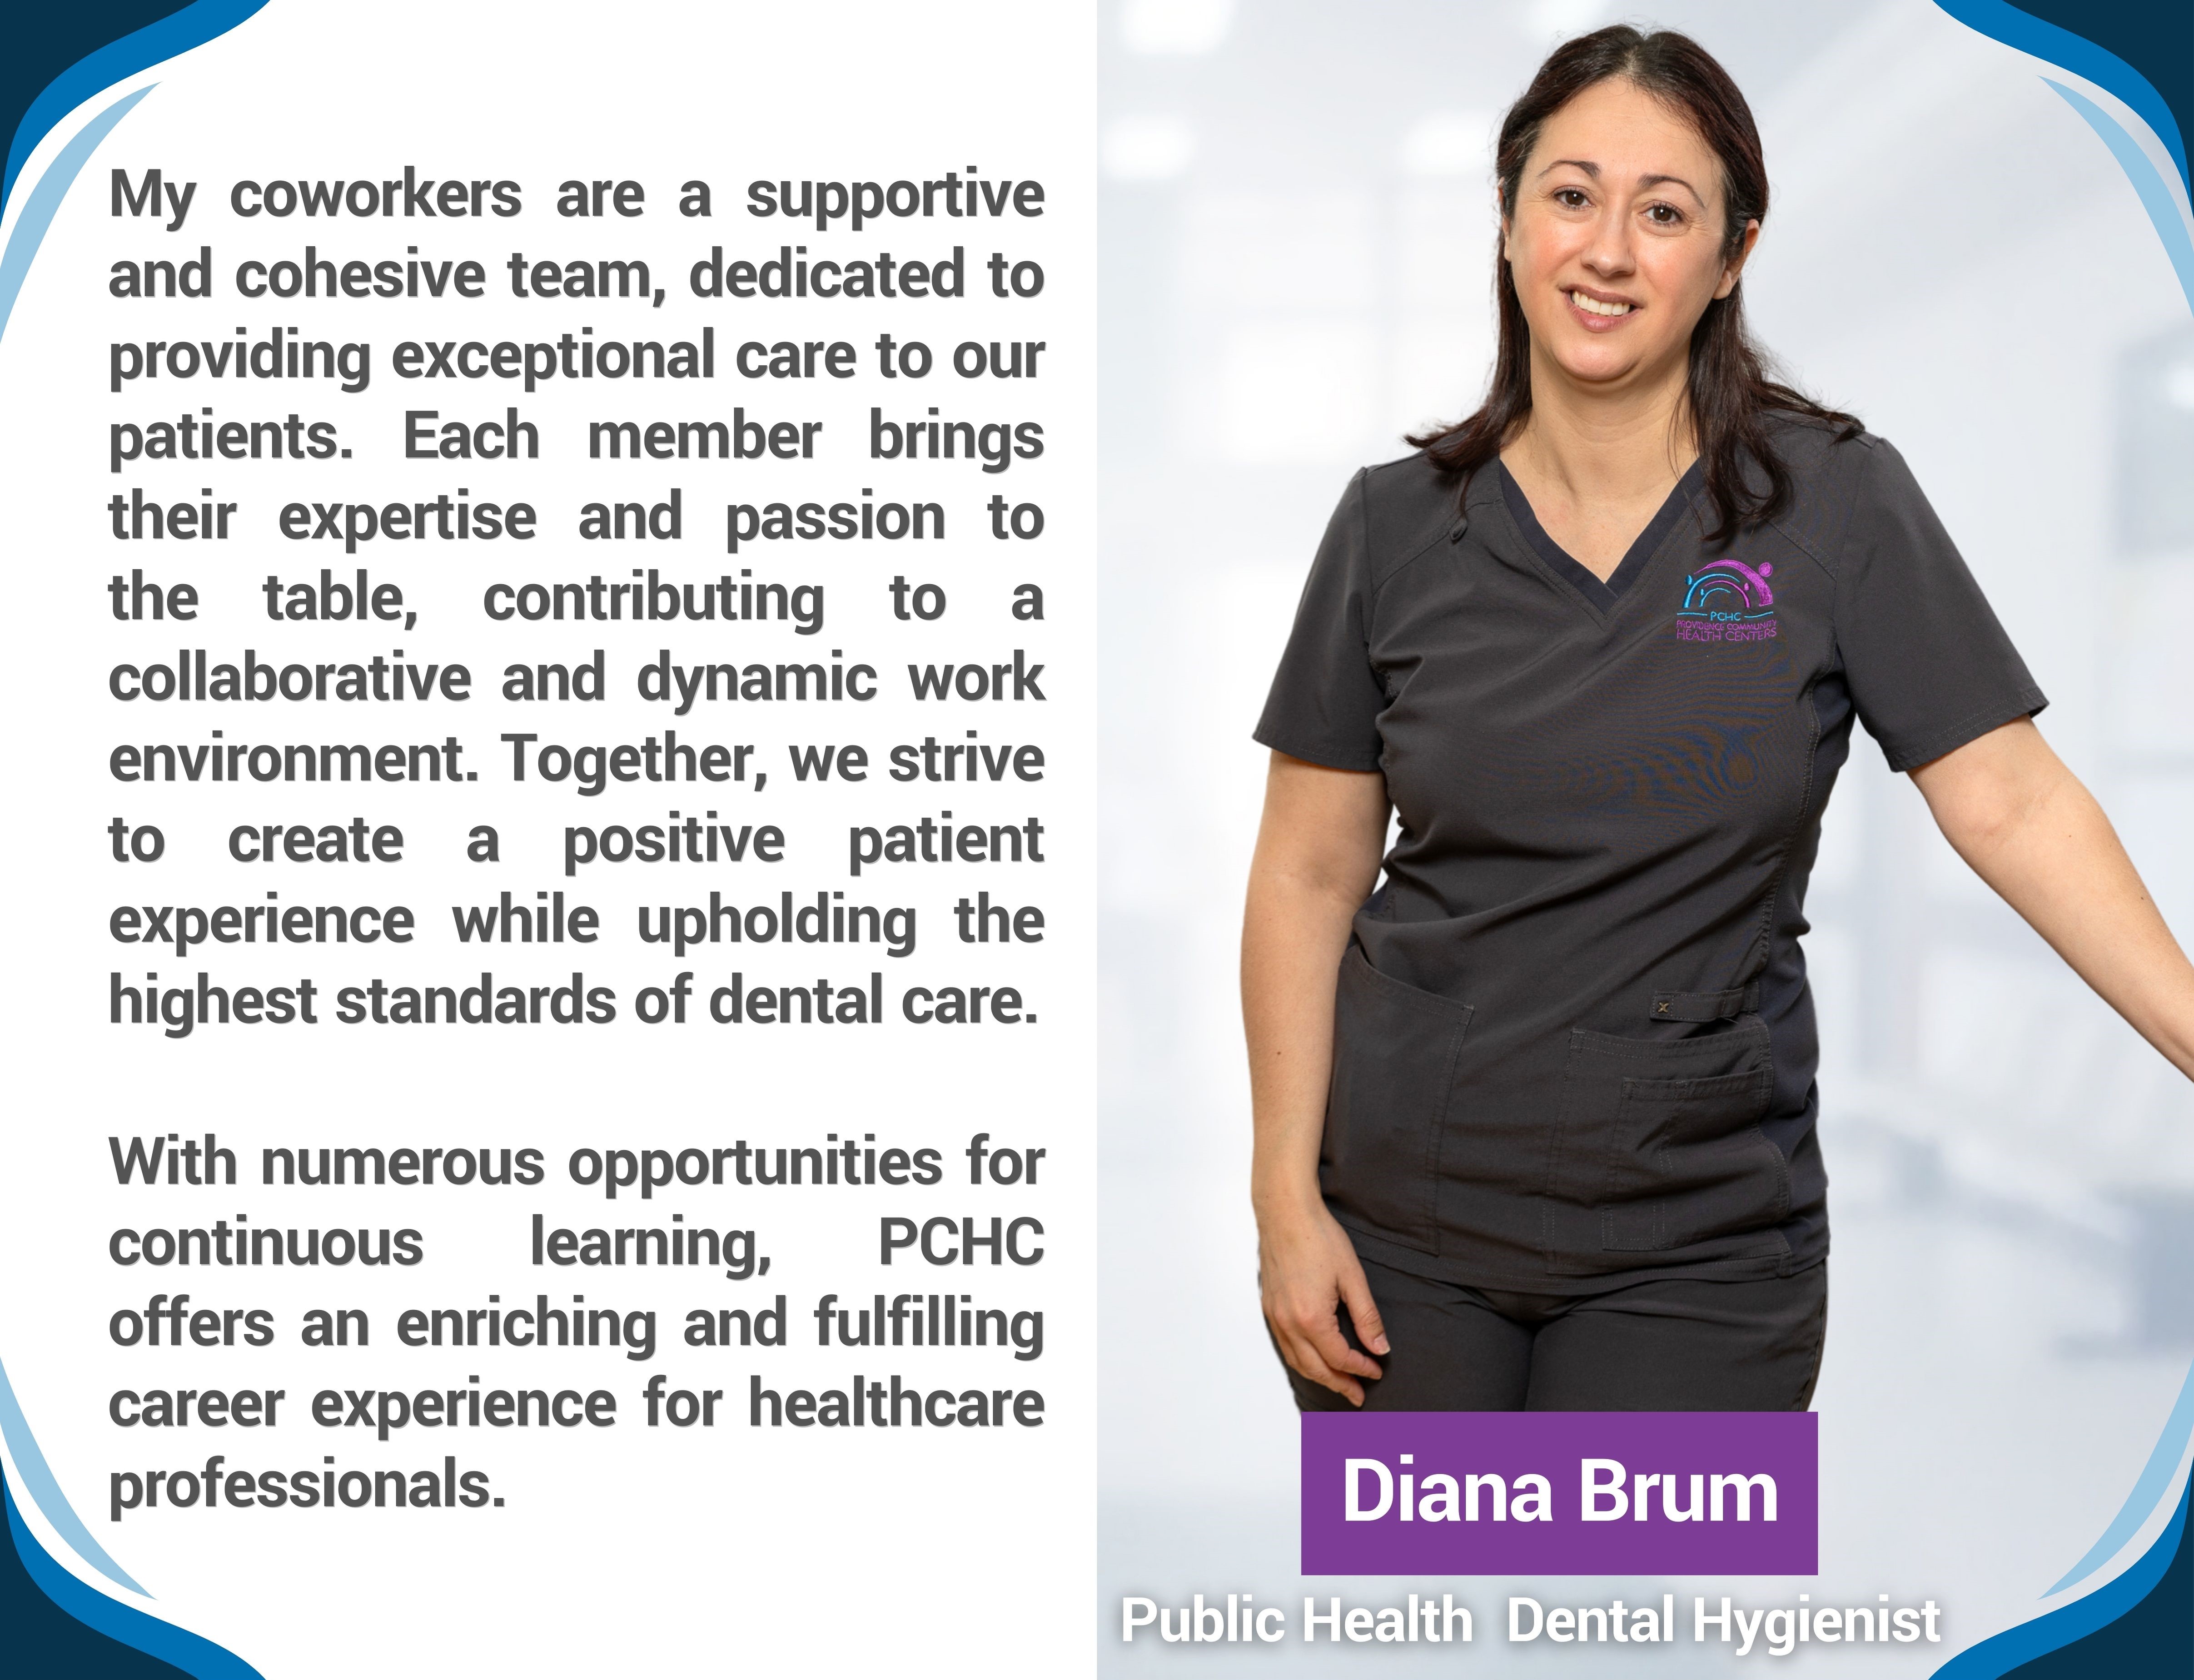 My coworkers are a supportive
and cohesive team, dedicated to
providing exceptional care to our
patients. Each member brings
their expertise and passion to
the table, contributing to a
collaborative and dynamic work
environment. Together, we strive
to create a positive patient
experience while upholding the
highest standards of dental care.
With numerous opportunities for
continuous learning, PCHC
offers an enriching and fulfilling
career experience for healthcare
professionals.
PCHC
PROVIDENCE COMMUNITY
HEALTH CENTERS
Diana Brum
Public Health Dental Hygienist